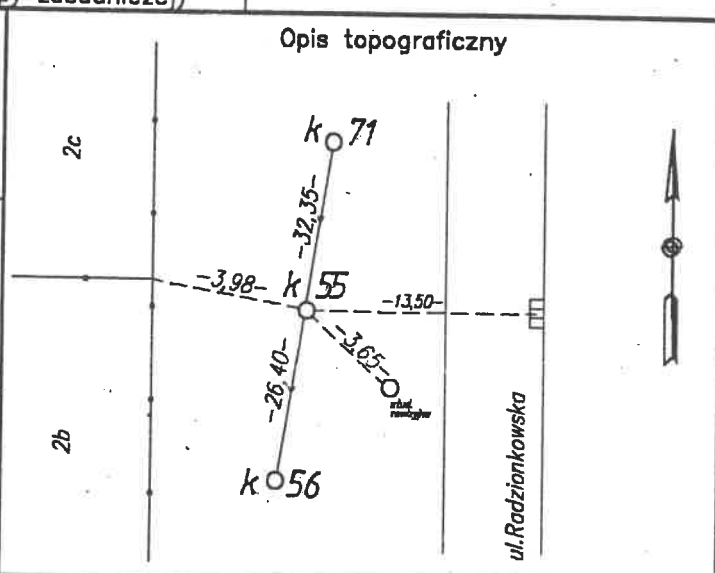 Opis topograficzny
2c
k 71
-32,35-
-3,98-
k 55
-13,50-
-3,65-
-26,40-
2b
k 56
ul.Radzionkowska